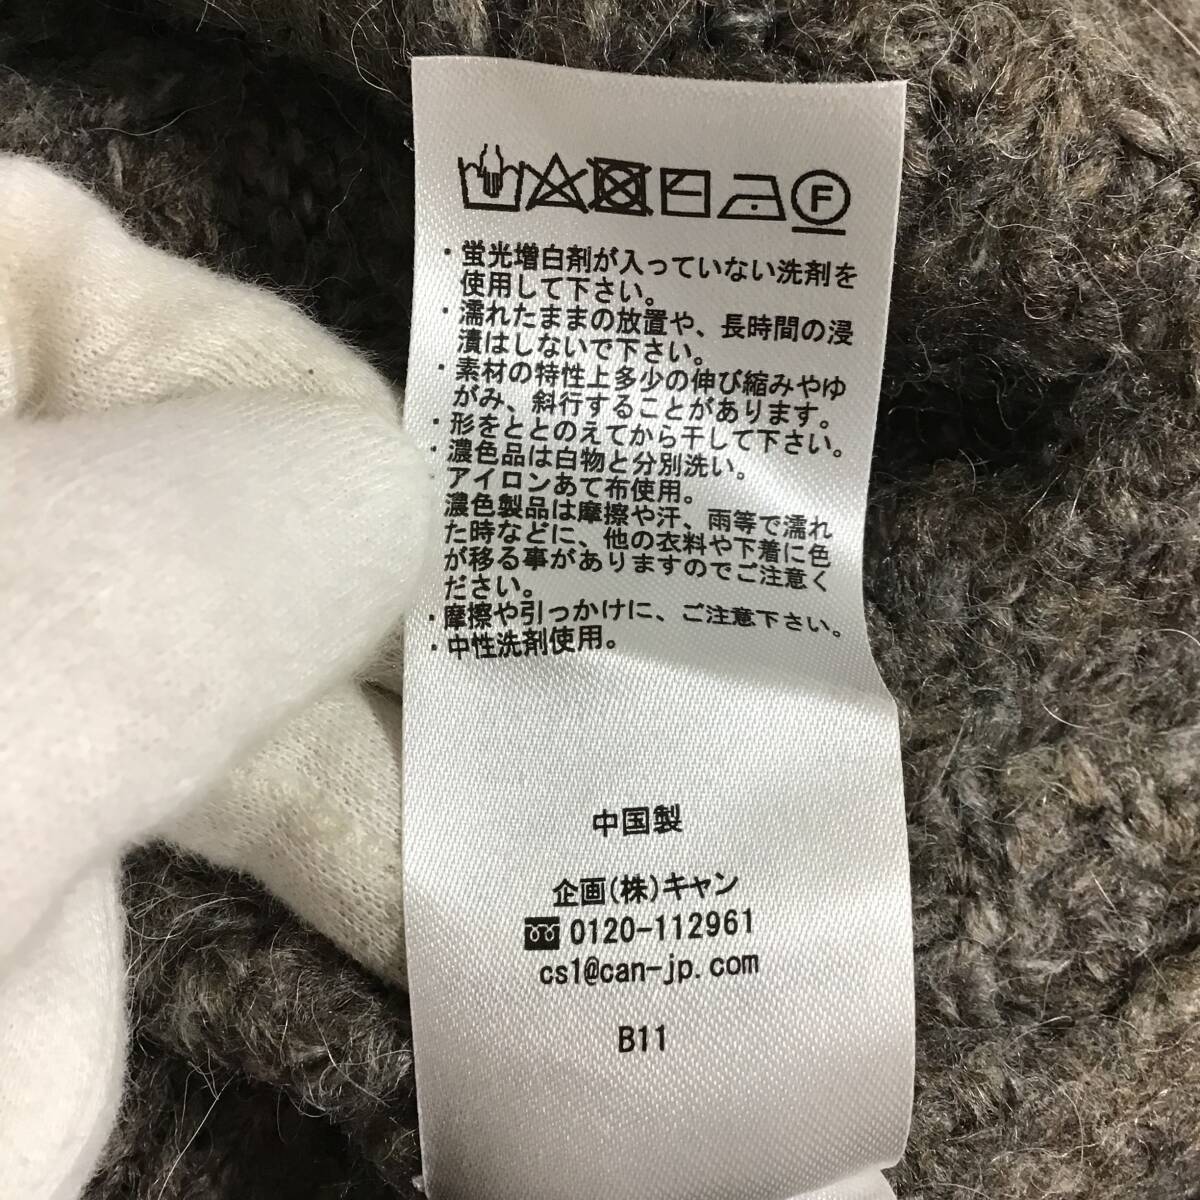 F
・蛍光増白剤が入っていない洗剤を
使用して下さい。
・濡れたままの放置や、長時間の浸
漬はしないで下さい。
・素材の特性上多少の伸び縮みやゆ
がみ、斜行することがあります。
・形をととのえてから干して下さい。
・濃色品は白物と分別洗い。
・アイロンあて布使用。
濃色製品は摩擦や汗、雨等で濡れ
た時などに、他の衣料や下着に色
が移る事がありますのでご注意く
ださい。
・摩擦や引っかけに、ご注意下さい。
・中性洗剤使用。
中国製
企画(株)キャン
0120-112961
cs1@can-jp.com
B11